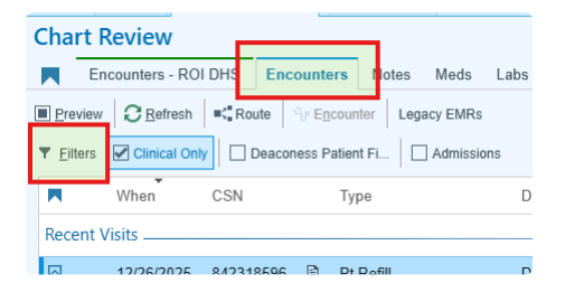 Chart Review
Encounters - ROI DHS Encounters Notes Meds Labs
Preview Refresh Route Encounter Legacy EMRs
Filters Clinical Only Deaconess Patient Fi... Admissions
When CSN Type D
Recent Visits
12/26/2025 842318596 Pt Refill D